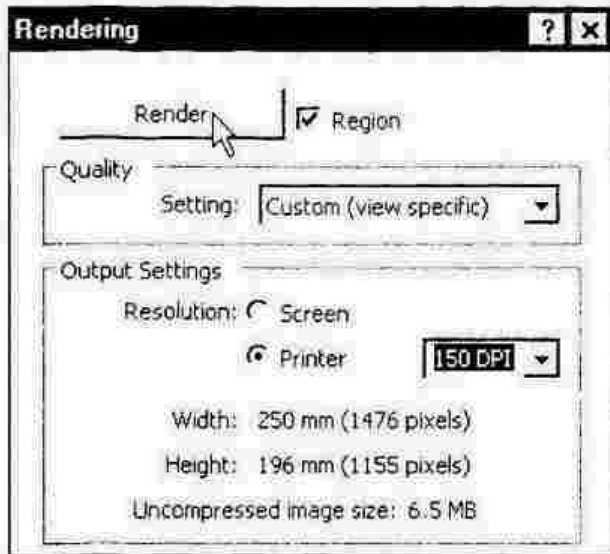 Rendering ? ×
Render Region
Quality
Setting: Custom (view specific)
Output Settings
Resolution: Screen
Printer 150 DPI
Width: 250 mm (1476 pixels)
Height: 196 mm (1155 pixels)
Uncompressed image size: 6.5 MB